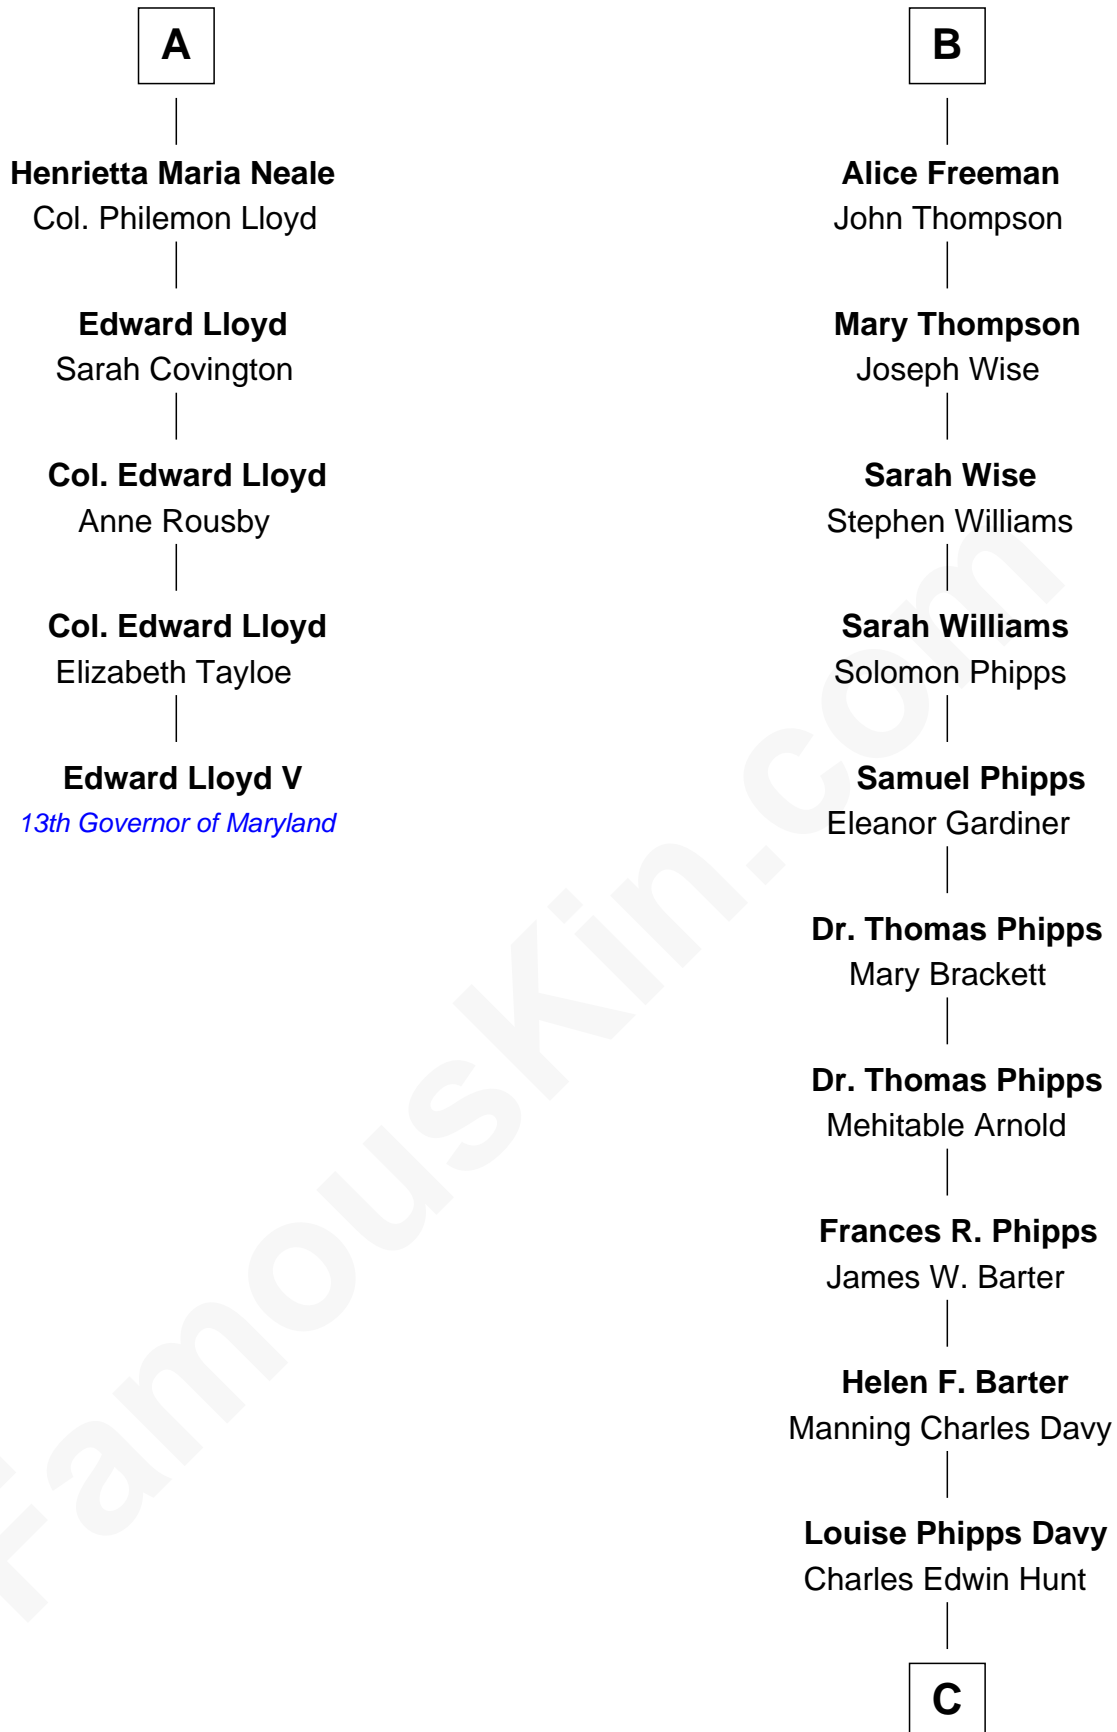 A
Henrietta Maria Neale
Col. Philemon Lloyd
Edward Lloyd
Sarah Covington
Col. Edward Lloyd
Anne Rousby
Col. Edward Lloyd
Elizabeth Tayloe
Edward Lloyd V
13th Governor of Maryland
B
Alice Freeman
John Thompson
Mary Thompson
Joseph Wise
Sarah Wise
Stephen Williams
Sarah Williams
Solomon Phipps
Samuel Phipps
Eleanor Gardiner
Dr. Thomas Phipps
Mary Brackett
Dr. Thomas Phipps
Mehitable Arnold
Frances R. Phipps
James W. Barter
Helen F. Barter
Manning Charles Davy
Louise Phipps Davy
Charles Edwin Hunt
C
FamousKin.com